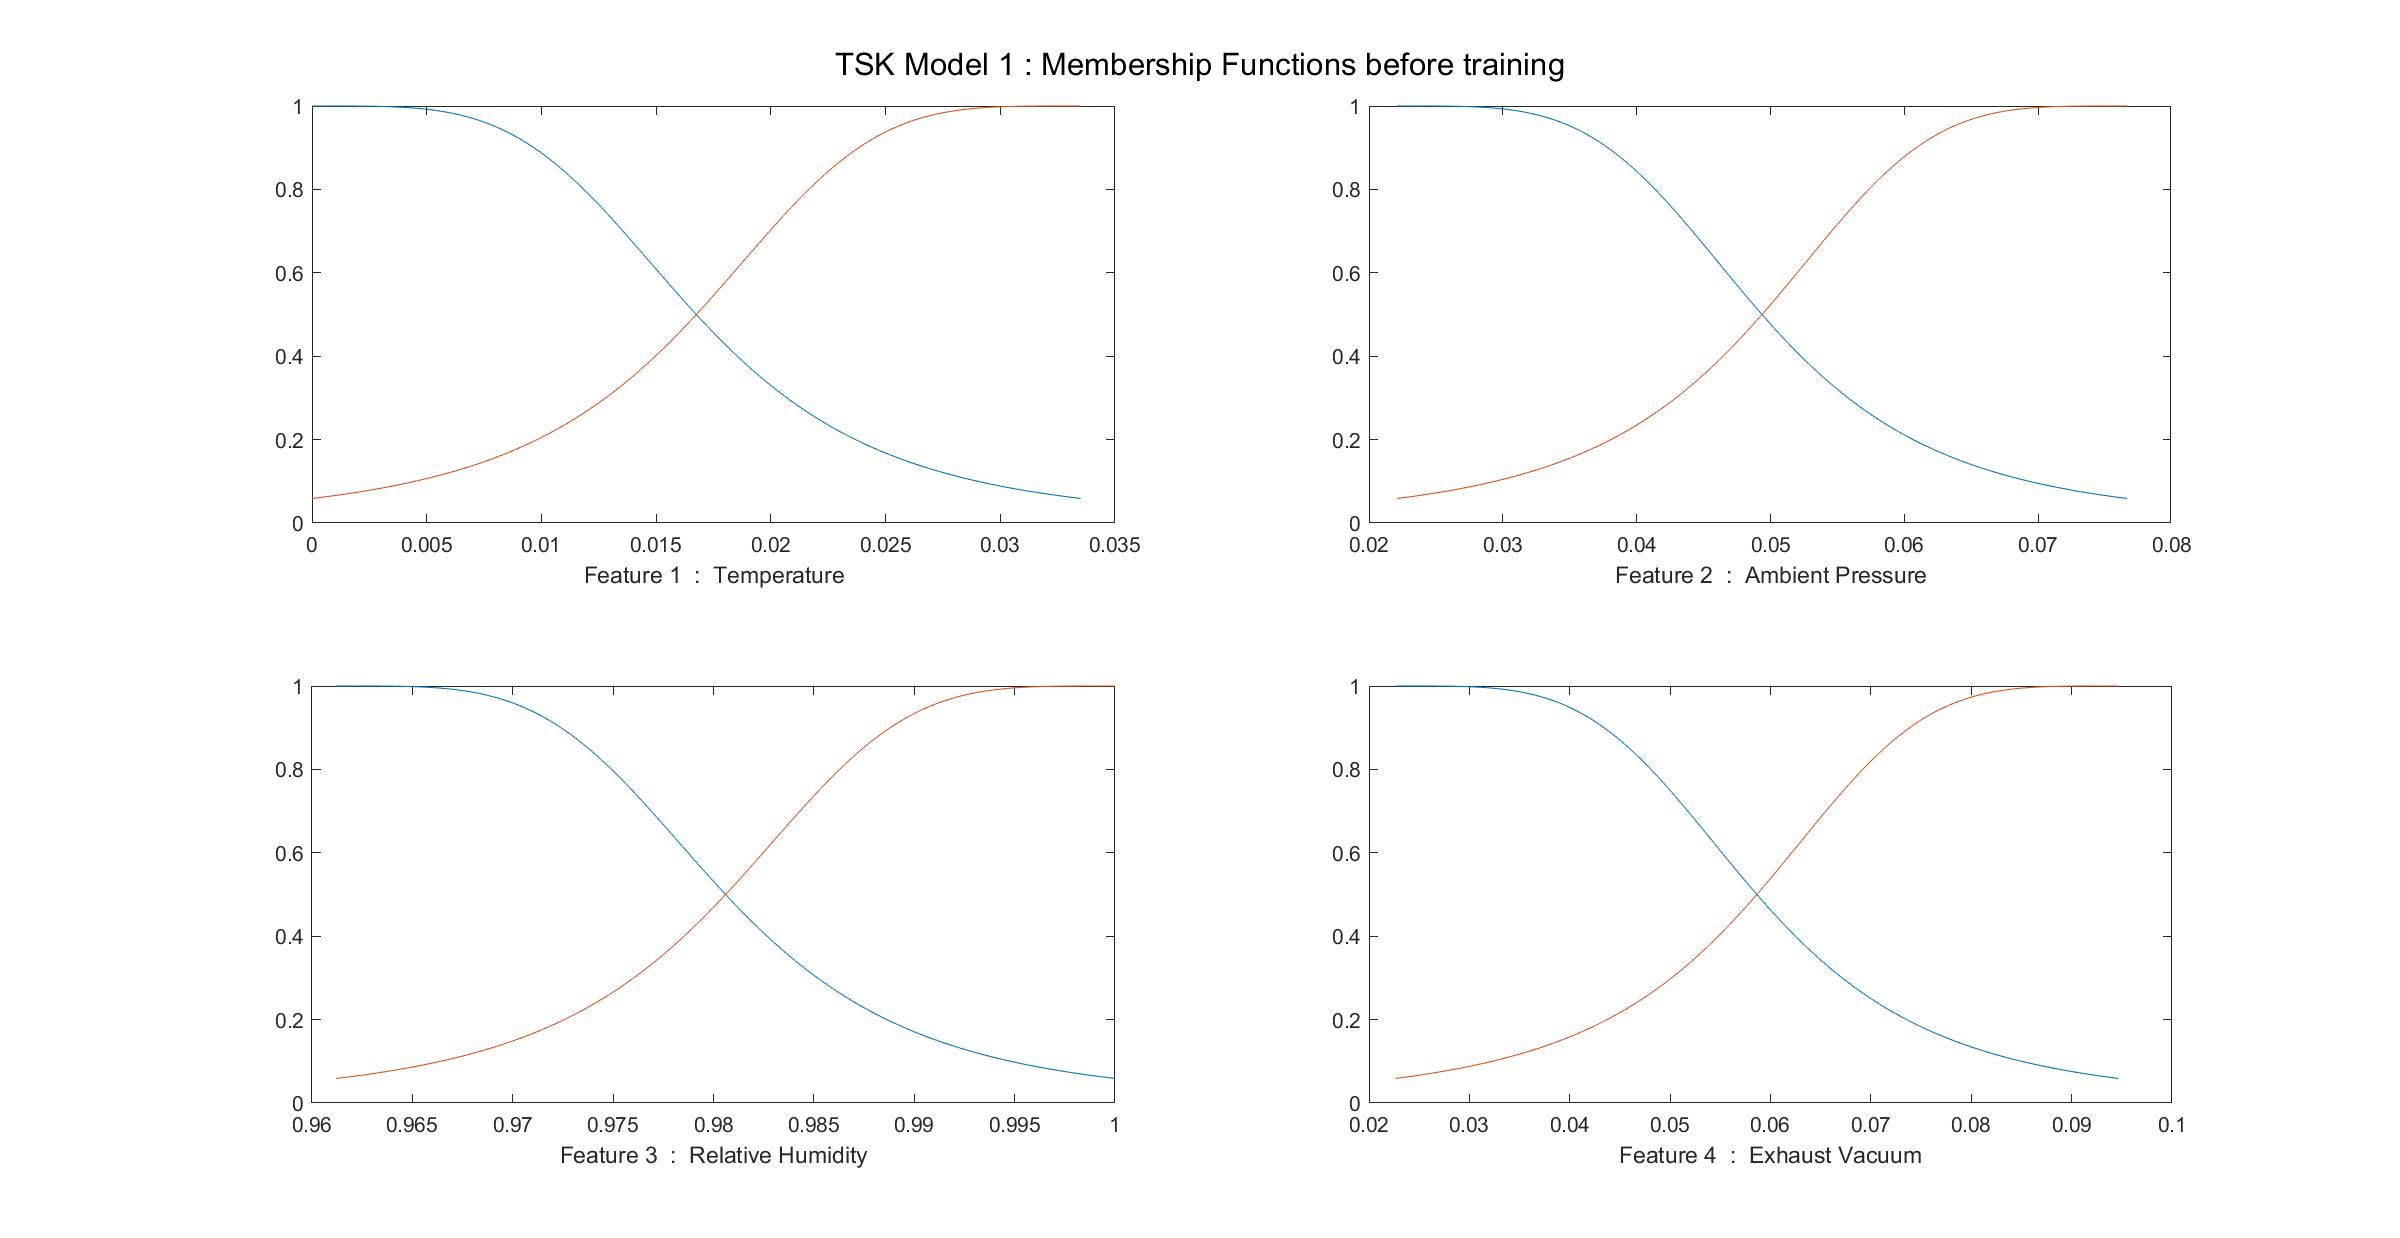 TSK Model 1 : Membership Functions before training
1
0.8
0.6
0.4
0.2
0
0 0.005 0.01 0.015 0.02 0.025 0.03 0.035
Feature 1 : Temperature
1
0.8
0.6
0.4
0.2
0
0.02 0.03 0.04 0.05 0.06 0.07 0.08
Feature 2 : Ambient Pressure
1
0.8
0.6
0.4
0.2
0
0.96 0.965 0.97 0.975 0.98 0.985 0.99 0.995 1
Feature 3 : Relative Humidity
1
0.8
0.6
0.4
0.2
0
0.02 0.03 0.04 0.05 0.06 0.07 0.08 0.09 0.1
Feature 4 : Exhaust Vacuum